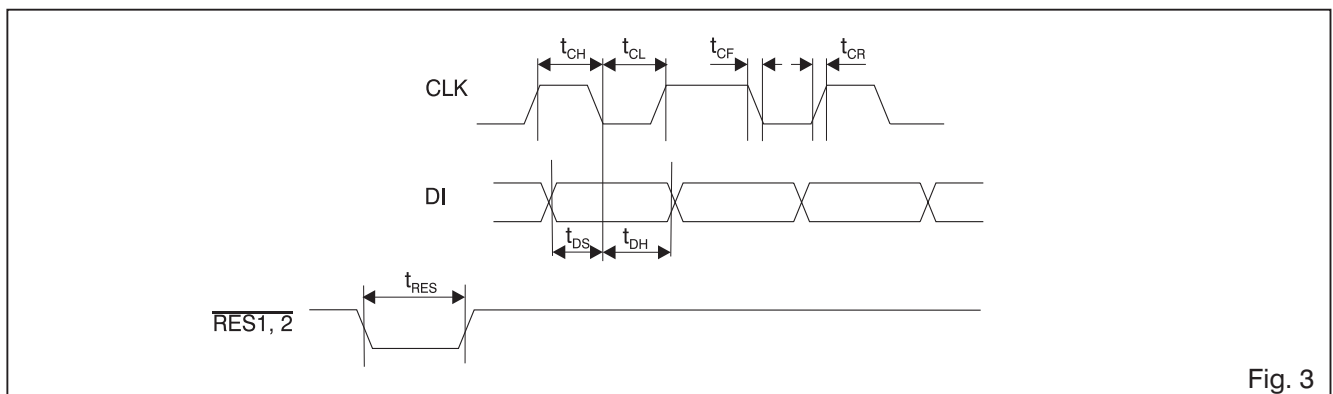 tCH tCL tCF tCR
CLK
DI
tDS tDH
tRES
RES1, 2
Fig. 3